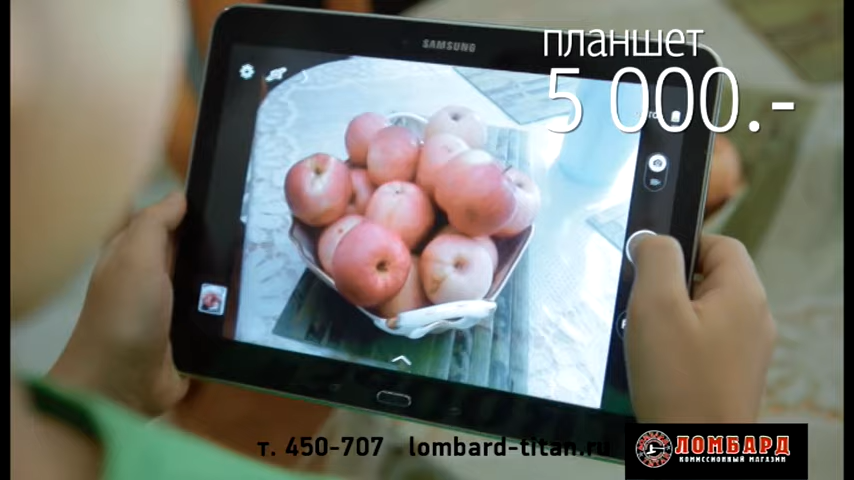 планшет
5 000.-
SAMSUNG
т. 450-707 lombard-titan.ru
ЛОМБАРД
КОМИССИОННЫЙ МАГАЗИН